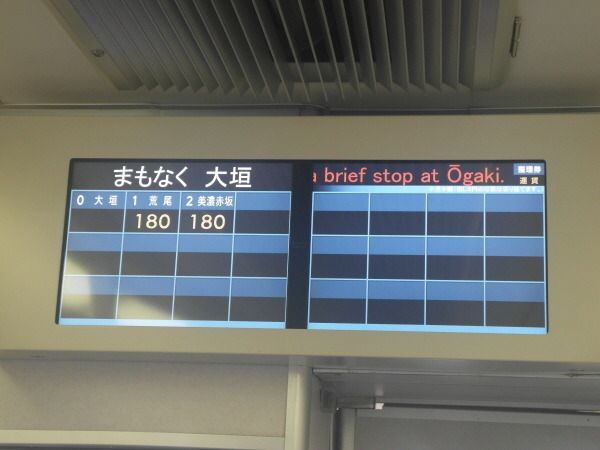 まもなく 大垣
0 大垣 1 荒尾 2 美濃赤坂
180 180
a brief stop at Ōgaki.
整理券
運賃